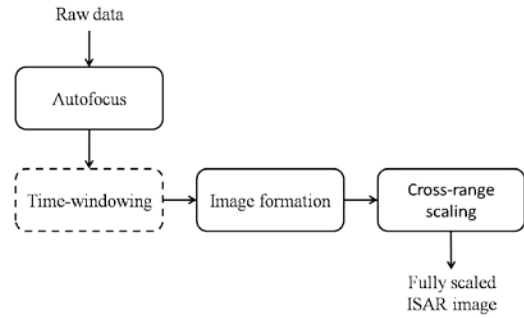 Raw data
Autofocus
Time-windowing
Image formation
Cross-range
scaling
Fully scaled
ISAR image